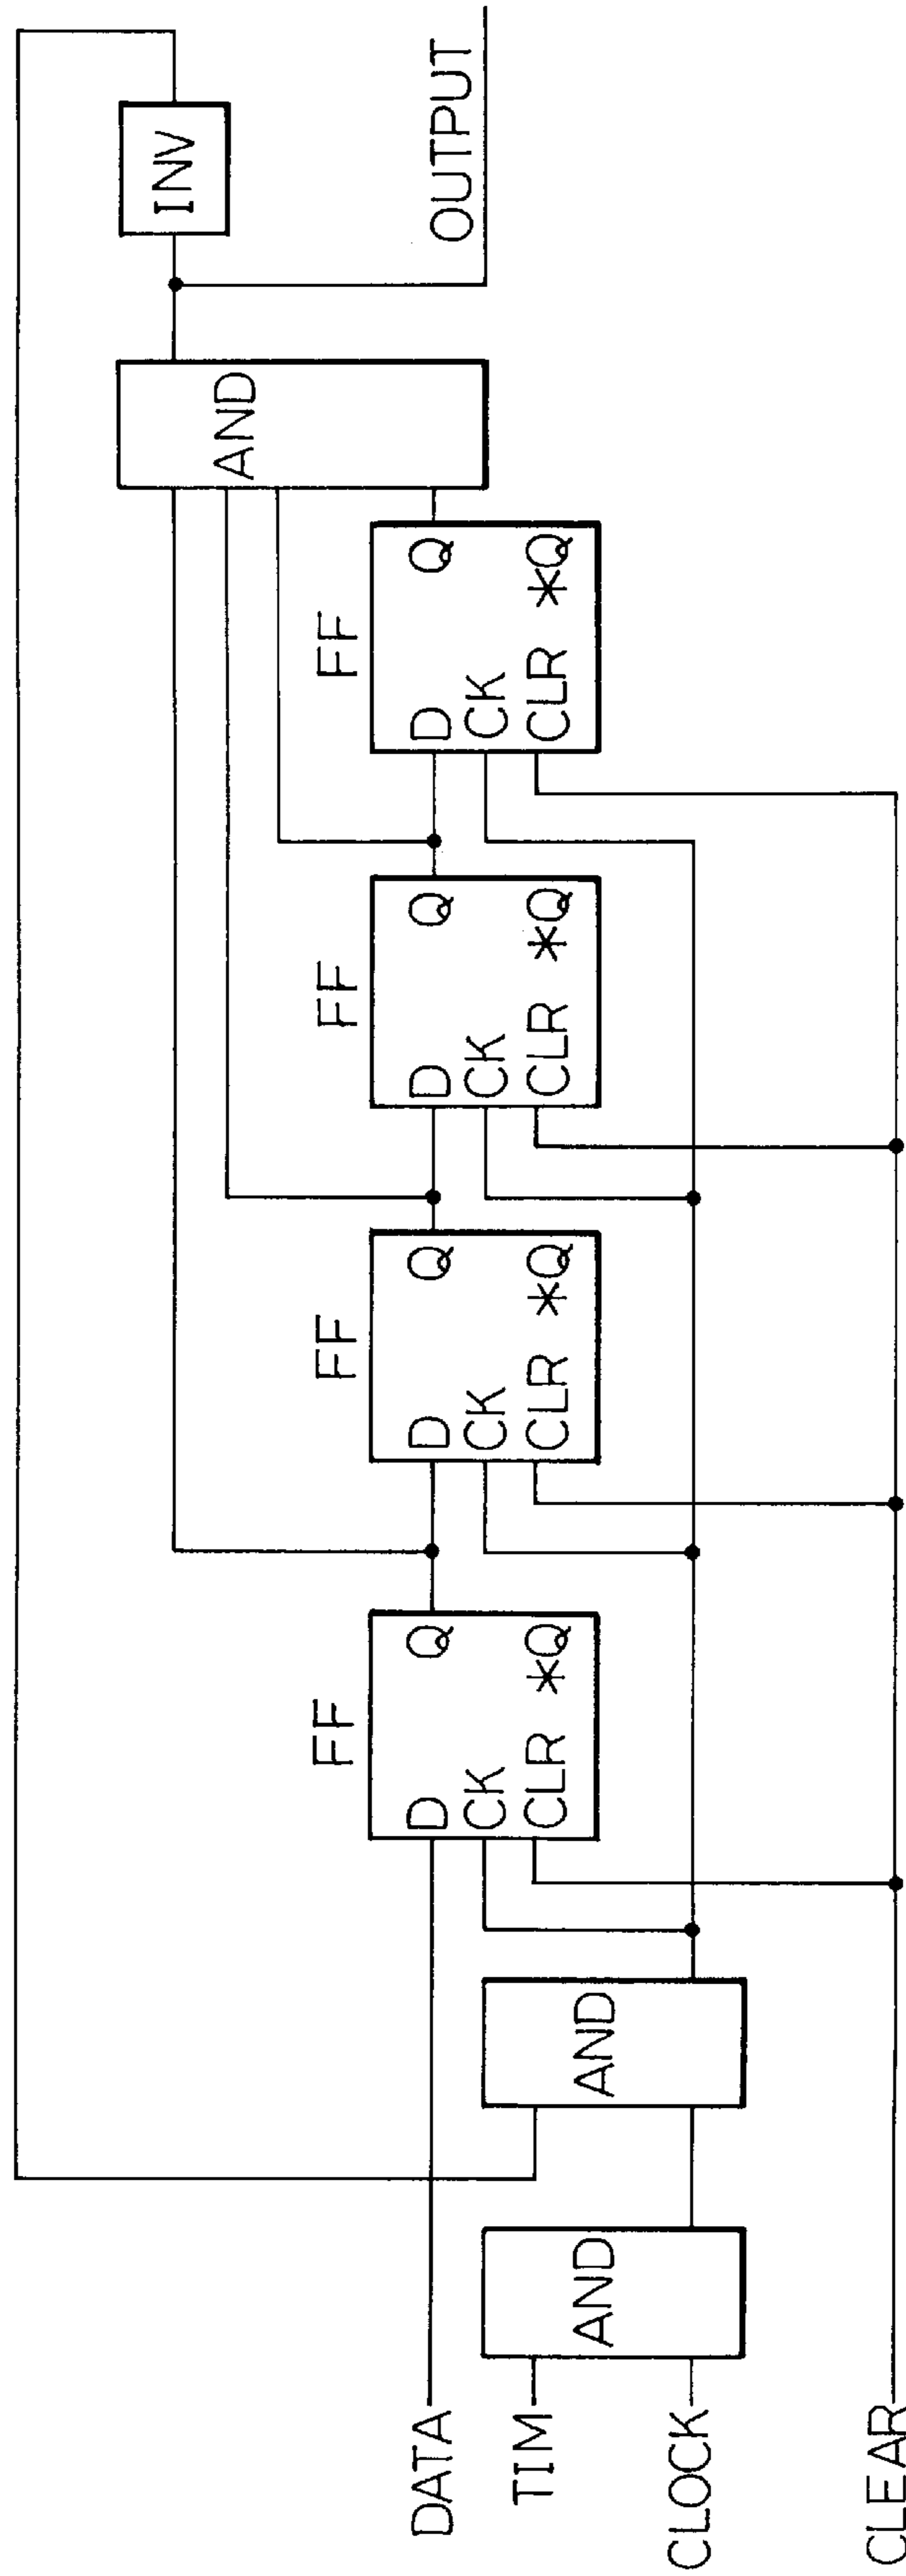 DATA
TIM
CLOCK
CLEAR
AND
AND
FF
D
Q
CK
CLR *Q
FF
D
Q
CK
CLR *Q
FF
D
Q
CK
CLR *Q
FF
D
Q
CK
CLR *Q
AND
INV
OUTPUT